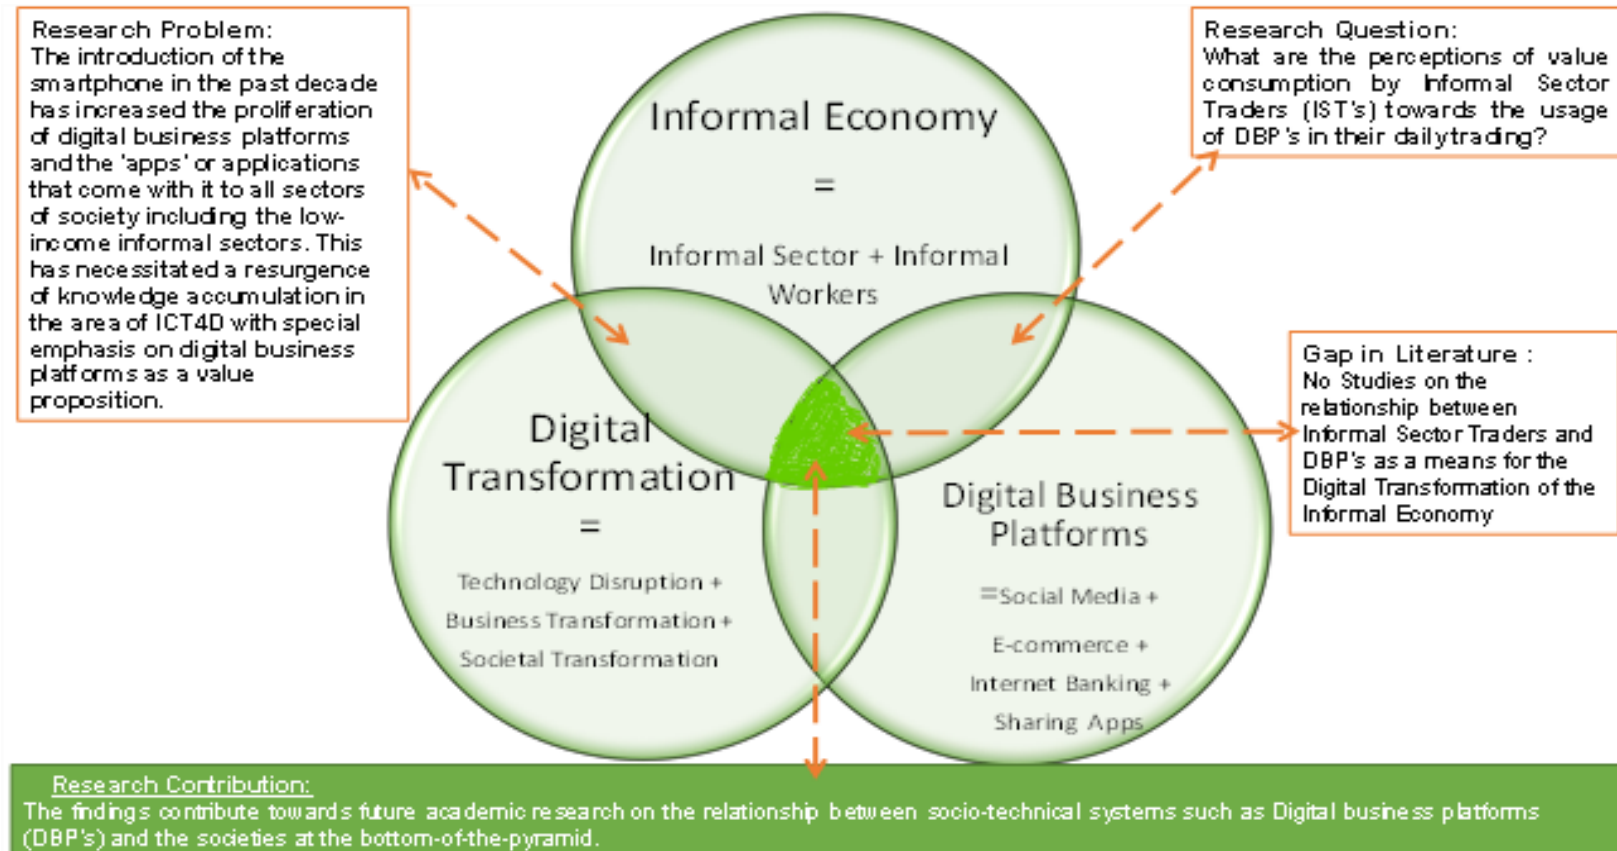 Research Problem:
The introduction of the
smartphone in the past decade
has increased the proliferation
of digital business platforms
and the 'apps' or applications
that come with it to all sectors
of society including the low-
income informal sectors. This
has necessitated a resurgence
of knowledge accumulation in
the area of ICT4D with special
emphasis on digital business
platforms as a value
proposition.
Informal Economy
=
Informal Sector + Informal
Workers
Research Question:
What are the perceptions of value
consumption by Informal Sector
Traders (IST's) towards the usage
of DBP's in their daily trading?
Digital
Transformation
=
Technology Disruption +
Business Transformation +
Societal Transformation
Digital Business
Platforms
=Social Media +
E-commerce +
Internet Banking +
Sharing Apps
Gap in Literature :
No Studies on the
relationship between
Informal Sector Traders and
DBP's as a means for the
Digital Transformation of the
Informal Economy
Research Contribution:
The findings contribute towards future academic research on the relationship between socio-technical systems such as Digital business platforms
(DBP's) and the societies at the bottom-of-the-pyramid.